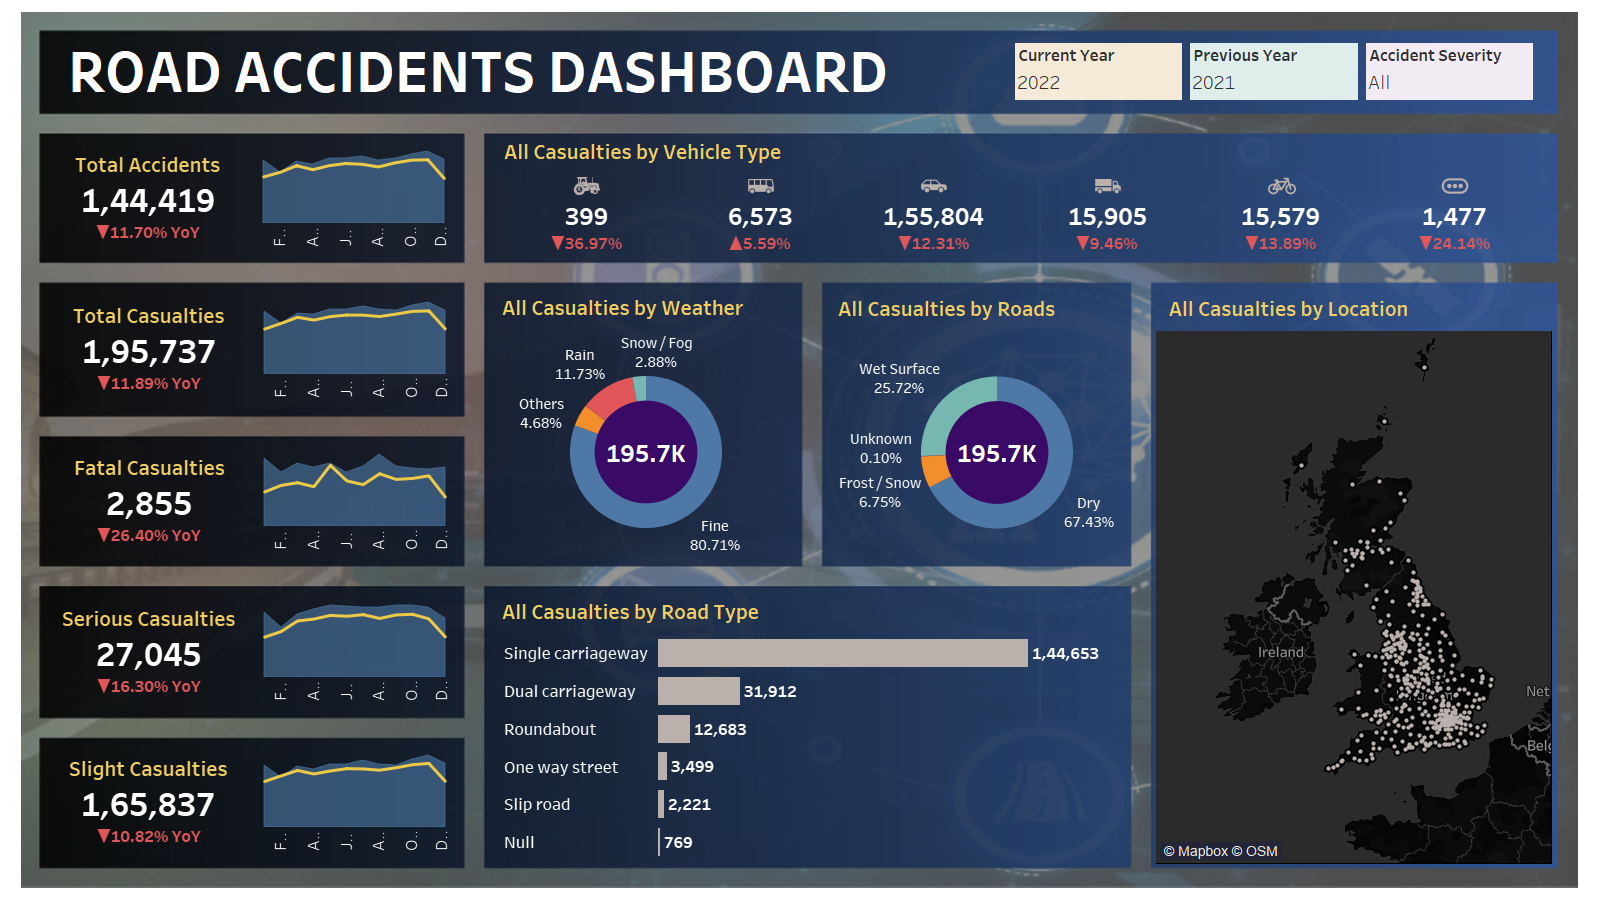 ROAD ACCIDENTS DASHBOARD
Current Year
2022
Previous Year
2021
Accident Severity
All
Total Accidents
1,44,419
▼11.70% YoY
F..
A..
J..
A..
O..
D..
All Casualties by Vehicle Type
399
▼36.97%
6,573
▲5.59%
1,55,804
▼12.31%
15,905
▼9.46%
15,579
▼13.89%
1,477
▼24.14%
Total Casualties
1,95,737
▼11.89% YoY
F..
A..
J..
A..
O..
D..
Fatal Casualties
2,855
▼26.40% YoY
F..
A..
J..
A..
O..
D..
Serious Casualties
27,045
▼16.30% YoY
F..
A..
J..
A..
O..
D..
Slight Casualties
1,65,837
▼10.82% YoY
F..
A..
J..
A..
O..
D..
All Casualties by Weather
Snow / Fog
2.88%
Rain
11.73%
Others
4.68%
195.7K
Fine
80.71%
All Casualties by Roads
Wet Surface
25.72%
Unknown
0.10%
Frost / Snow
6.75%
195.7K
Dry
67.43%
All Casualties by Road Type
Single carriageway 1,44,653
Dual carriageway 31,912
Roundabout 12,683
One way street 3,499
Slip road 2,221
Null 769
All Casualties by Location
Ireland
Net
Belg
© Mapbox © OSM